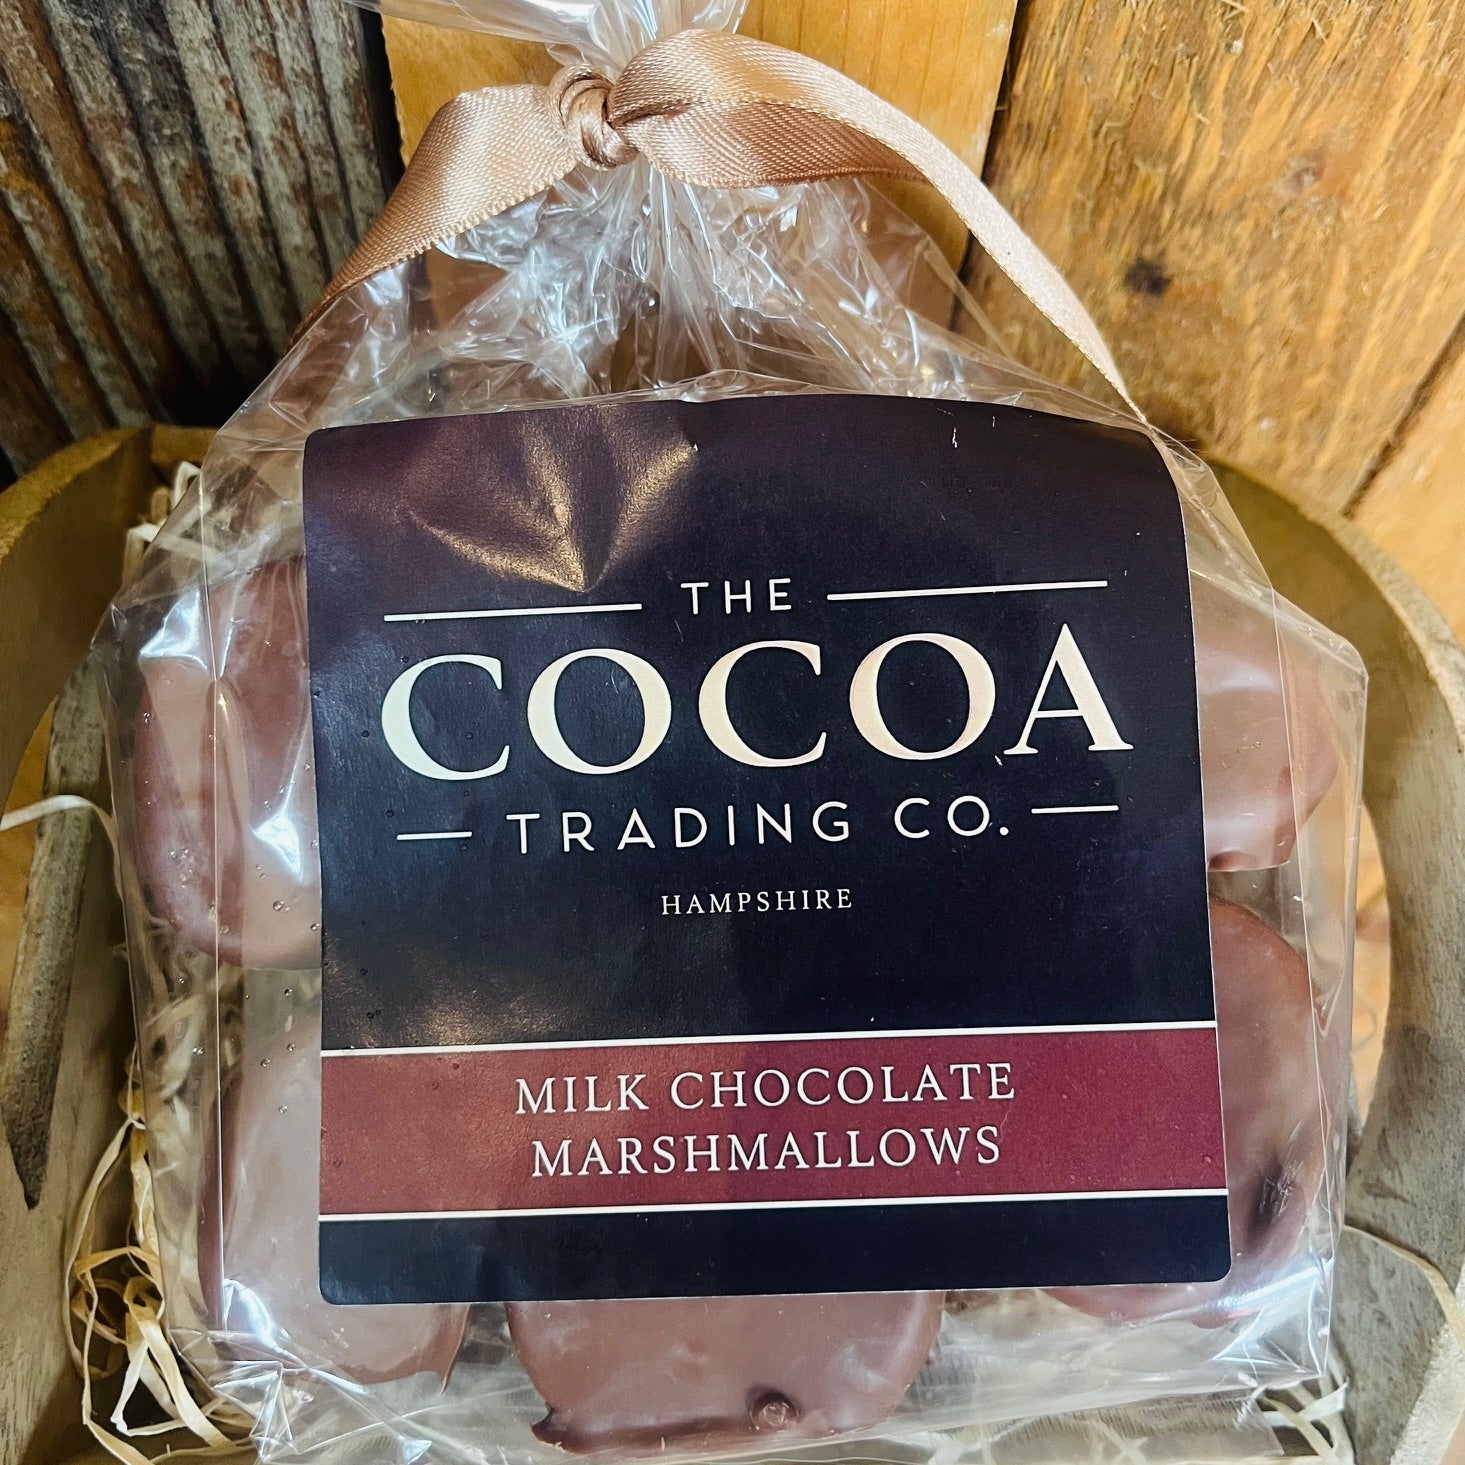 THE
COCOA
TRADING CO.
HAMPSHIRE
MILK CHOCOLATE
MARSHMALLOWS